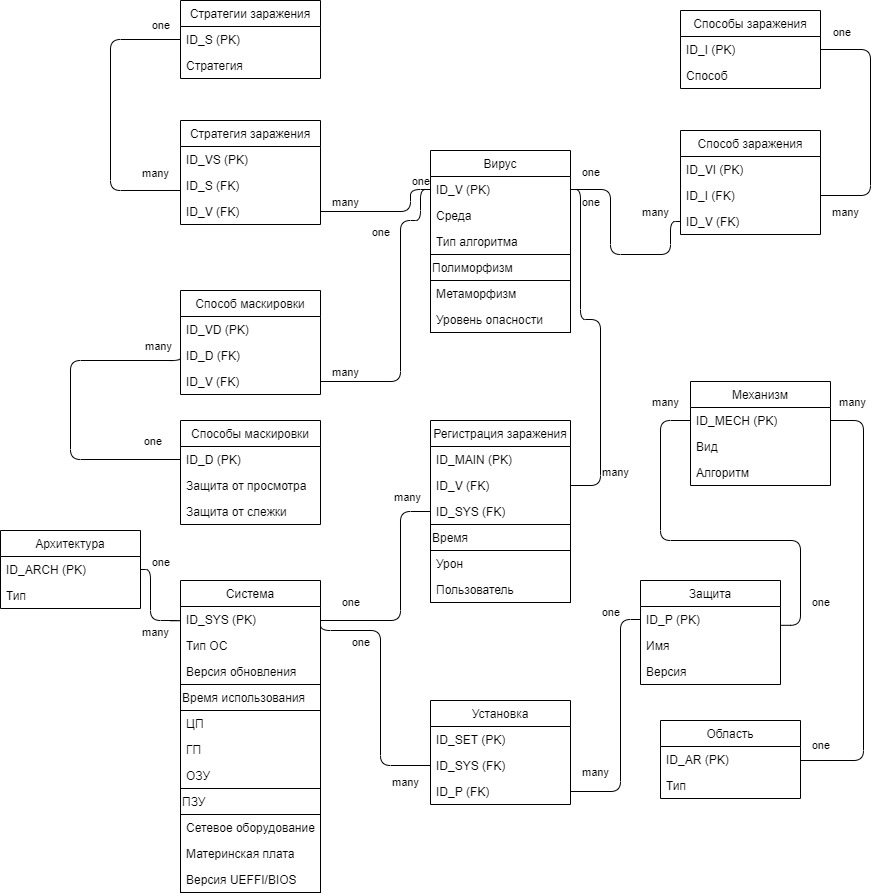 Стратегии заражения
ID_S (PK)
Стратегия
one
many
Стратегия заражения
ID_VS (PK)
ID_S (FK)
ID_V (FK)
many
one
one
Вирус
ID_V (PK)
Среда
Тип алгоритма
Полиморфизм
Метаморфизм
Уровень опасности
one
one
Способы заражения
ID_I (PK)
Способ
one
many
Способ заражения
ID_VI (PK)
ID_I (FK)
ID_V (FK)
many
Способ маскировки
ID_VD (PK)
ID_D (FK)
ID_V (FK)
many
many
one
Способы маскировки
ID_D (PK)
Защита от просмотра
Защита от слежки
Регистрация заражения
ID_MAIN (PK)
ID_V (FK)
ID_SYS (FK)
Время
Урон
Пользователь
many
many
Механизм
ID_MECH (PK)
Вид
Алгоритм
many
many
Архитектура
ID_ARCH (PK)
Тип
one
many
Система
ID_SYS (PK)
Тип ОС
Версия обновления
Время использования
ЦП
ГП
ОЗУ
ПЗУ
Сетевое оборудование
Материнская плата
Версия UEFFI/BIOS
one
one
many
Установка
ID_SET (PK)
ID_SYS (FK)
ID_P (FK)
many
one
Защита
ID_P (PK)
Имя
Версия
one
Область
ID_AR (PK)
Тип
one